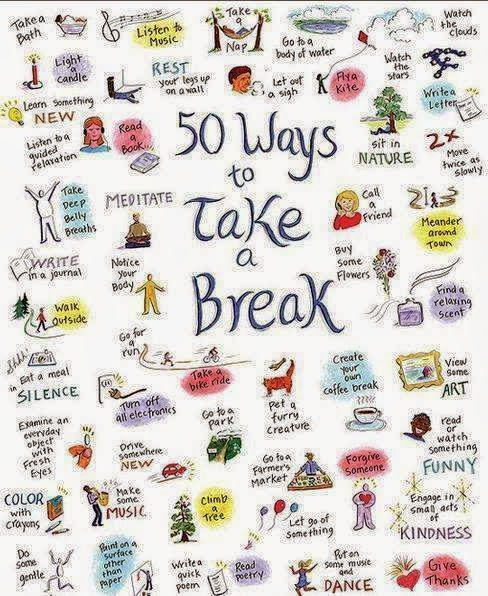 Take a
Bath
Listen to
Music
Take
a
Nap
Go to a
body of water
Watch
the
clouds
Light
a
candle
REST
your legs up
on a wall
Let out
a sigh
Fly a
Kite
Watch
the
stars
Learn something
NEW
Write a
Letter
Listen to a
guided
relaxation
Read
a
Book
50 Ways
to
Take
a
Break
sit in
NATURE
2x
Move
twice as
slowly
Take
Deep
Belly
Breaths
MEDITATE
Call
a
Friend
Meander
around
Town
WRITE
in a journal
Notice
your
Body
Buy
some
Flowers
Find a
relaxing
scent
Walk
Outside
Go for
a
run
Shhh!
Eat a meal
in
SILENCE
Take a
bike ride
Create
your
own
coffee break
View
some
ART
Turn off
all electronics
Pet a
furry
creature
Examine an
everyday
object
with
Fresh
Eyes
Go to a
park
read
or
watch
something
FUNNY
Drive
somewhere
NEW
Go to a
Farmer's
Market
Forgive
someone
COLOR
with
crayons
Make
some
MUSIC
Climb
a
Tree
Let go of
something
Engage in
small acts
of
KINDNESS
Do
some
gentle
Paint on a
surface
other
than
paper
Write a
quick
poem
Read
poetry
Put on
some music
and
DANCE
Give
Thanks